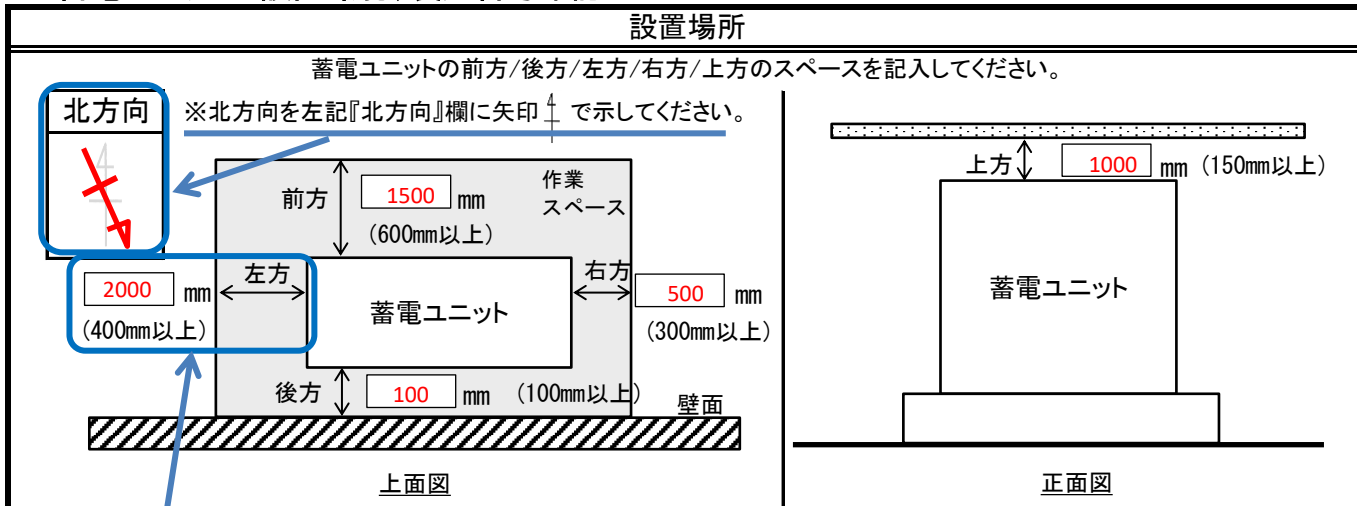 設置場所
蓄電ユニットの前方/後方/左方/右方/上方のスペースを記入してください。
北方向
※北方向を左記『北方向』欄に矢印 で示してください。
前方 1500 mm
(600mm以上)
作業
スペース
左方
2000 mm
(400mm以上)
右方
500 mm
(300mm以上)
蓄電ユニット
後方 100 mm (100mm以上)
壁面
上面図
上方 1000 mm (150mm以上)
蓄電ユニット
正面図